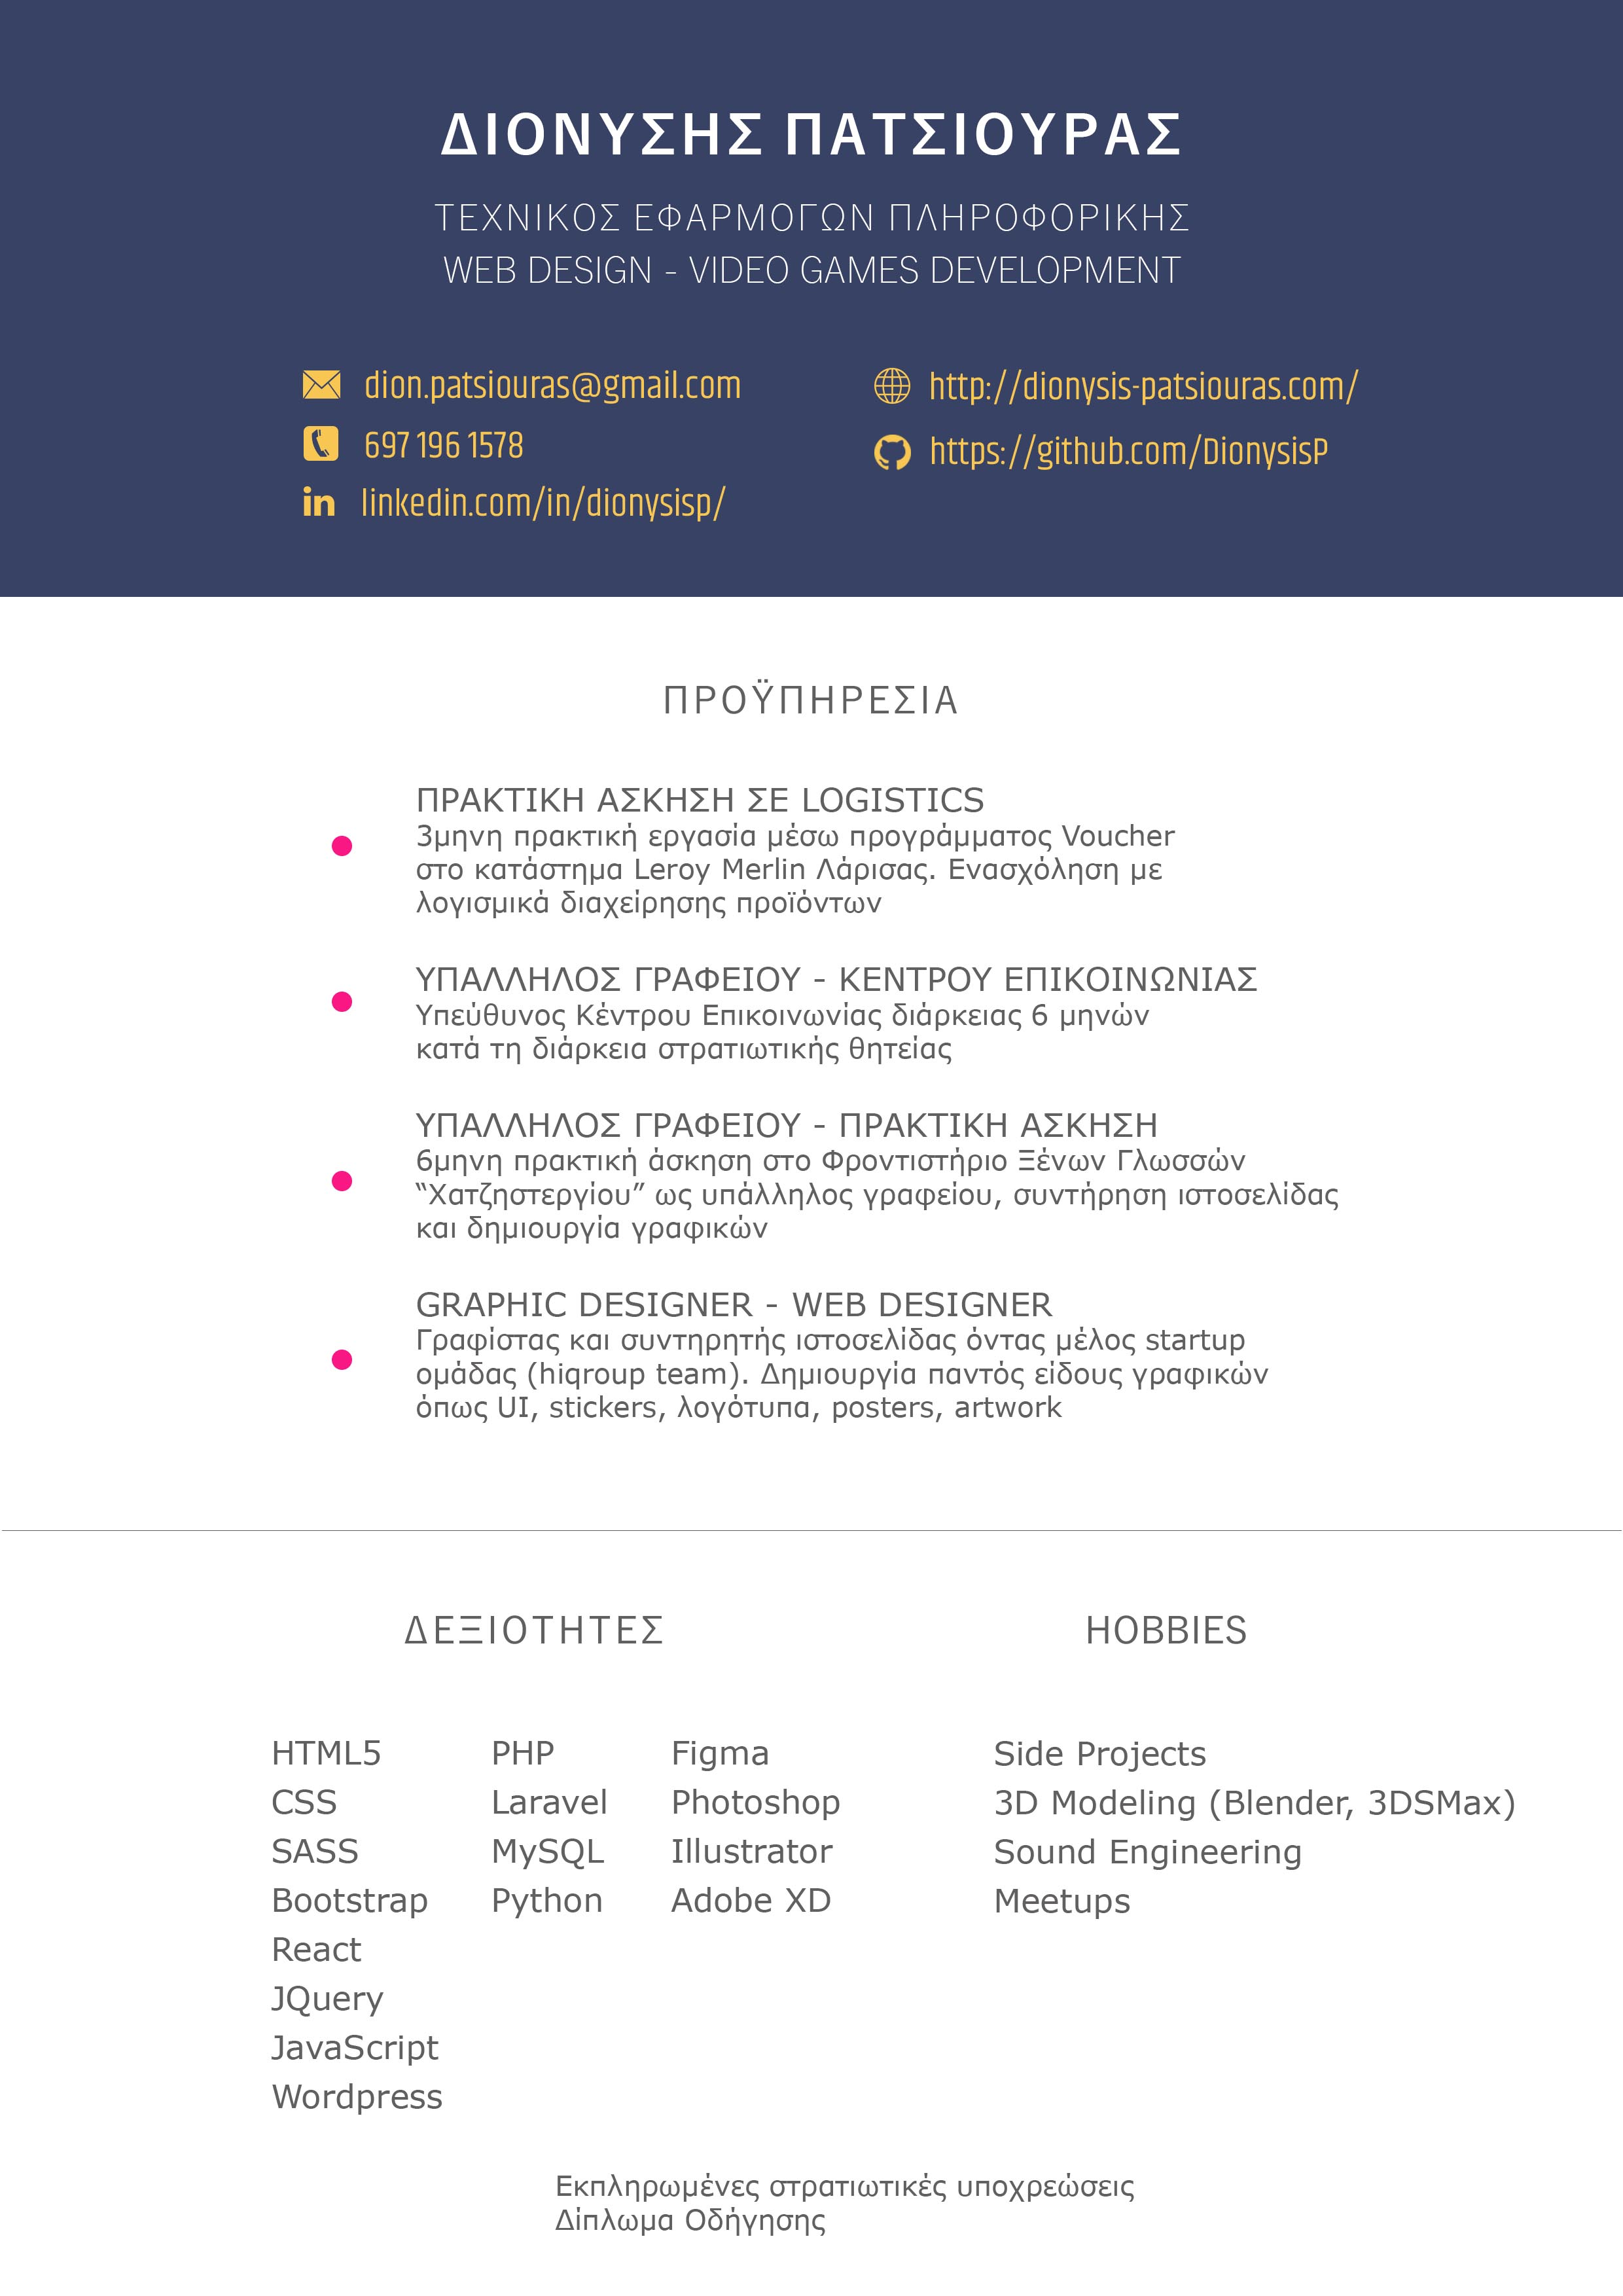 ΔΙΟΝΥΣΗΣ ΠΑΤΣΙΟΥΡΑΣ
ΤΕΧΝΙΚΟΣ ΕΦΑΡΜΟΓΩΝ ΠΛΗΡΟΦΟΡΙΚΗΣ
WEB DESIGN - VIDEO GAMES DEVELOPMENT
dion.patsiouras@gmail.com
697 196 1578
linkedin.com/in/dionysisp/
http://dionysis-patsiouras.com/
https://github.com/DionysisP
ΠΡΟΫΠΗΡΕΣΙΑ
ΠΡΑΚΤΙΚΗ ΑΣΚΗΣΗ ΣΕ LOGISTICS
3μηνη πρακτική εργασία μέσω προγράμματος Voucher
στο κατάστημα Leroy Merlin Λάρισας. Ενασχόληση με
λογισμικά διαχείρησης προϊόντων
ΥΠΑΛΛΗΛΟΣ ΓΡΑΦΕΙΟΥ - ΚΕΝΤΡΟΥ ΕΠΙΚΟΙΝΩΝΙΑΣ
Υπεύθυνος Κέντρου Επικοινωνίας διάρκειας 6 μηνών
κατά τη διάρκεια στρατιωτικής θητείας
ΥΠΑΛΛΗΛΟΣ ΓΡΑΦΕΙΟΥ - ΠΡΑΚΤΙΚΗ ΑΣΚΗΣΗ
6μηνη πρακτική άσκηση στο Φροντιστήριο Ξένων Γλωσσών
“Χατζηστεργίου” ως υπάλληλος γραφείου, συντήρηση ιστοσελίδας
και δημιουργία γραφικών
GRAPHIC DESIGNER - WEB DESIGNER
Γραφίστας και συντηρητής ιστοσελίδας όντας μέλος startup
ομάδας (hiqroup team). Δημιουργία παντός είδους γραφικών
όπως UI, stickers, λογότυπα, posters, artwork
ΔΕΞΙΟΤΗΤΕΣ
HTML5
CSS
SASS
Bootstrap
React
JQuery
JavaScript
Wordpress
PHP
Laravel
MySQL
Python
Figma
Photoshop
Illustrator
Adobe XD
HOBBIES
Side Projects
3D Modeling (Blender, 3DSMax)
Sound Engineering
Meetups
Εκπληρωμένες στρατιωτικές υποχρεώσεις
Δίπλωμα Οδήγησης